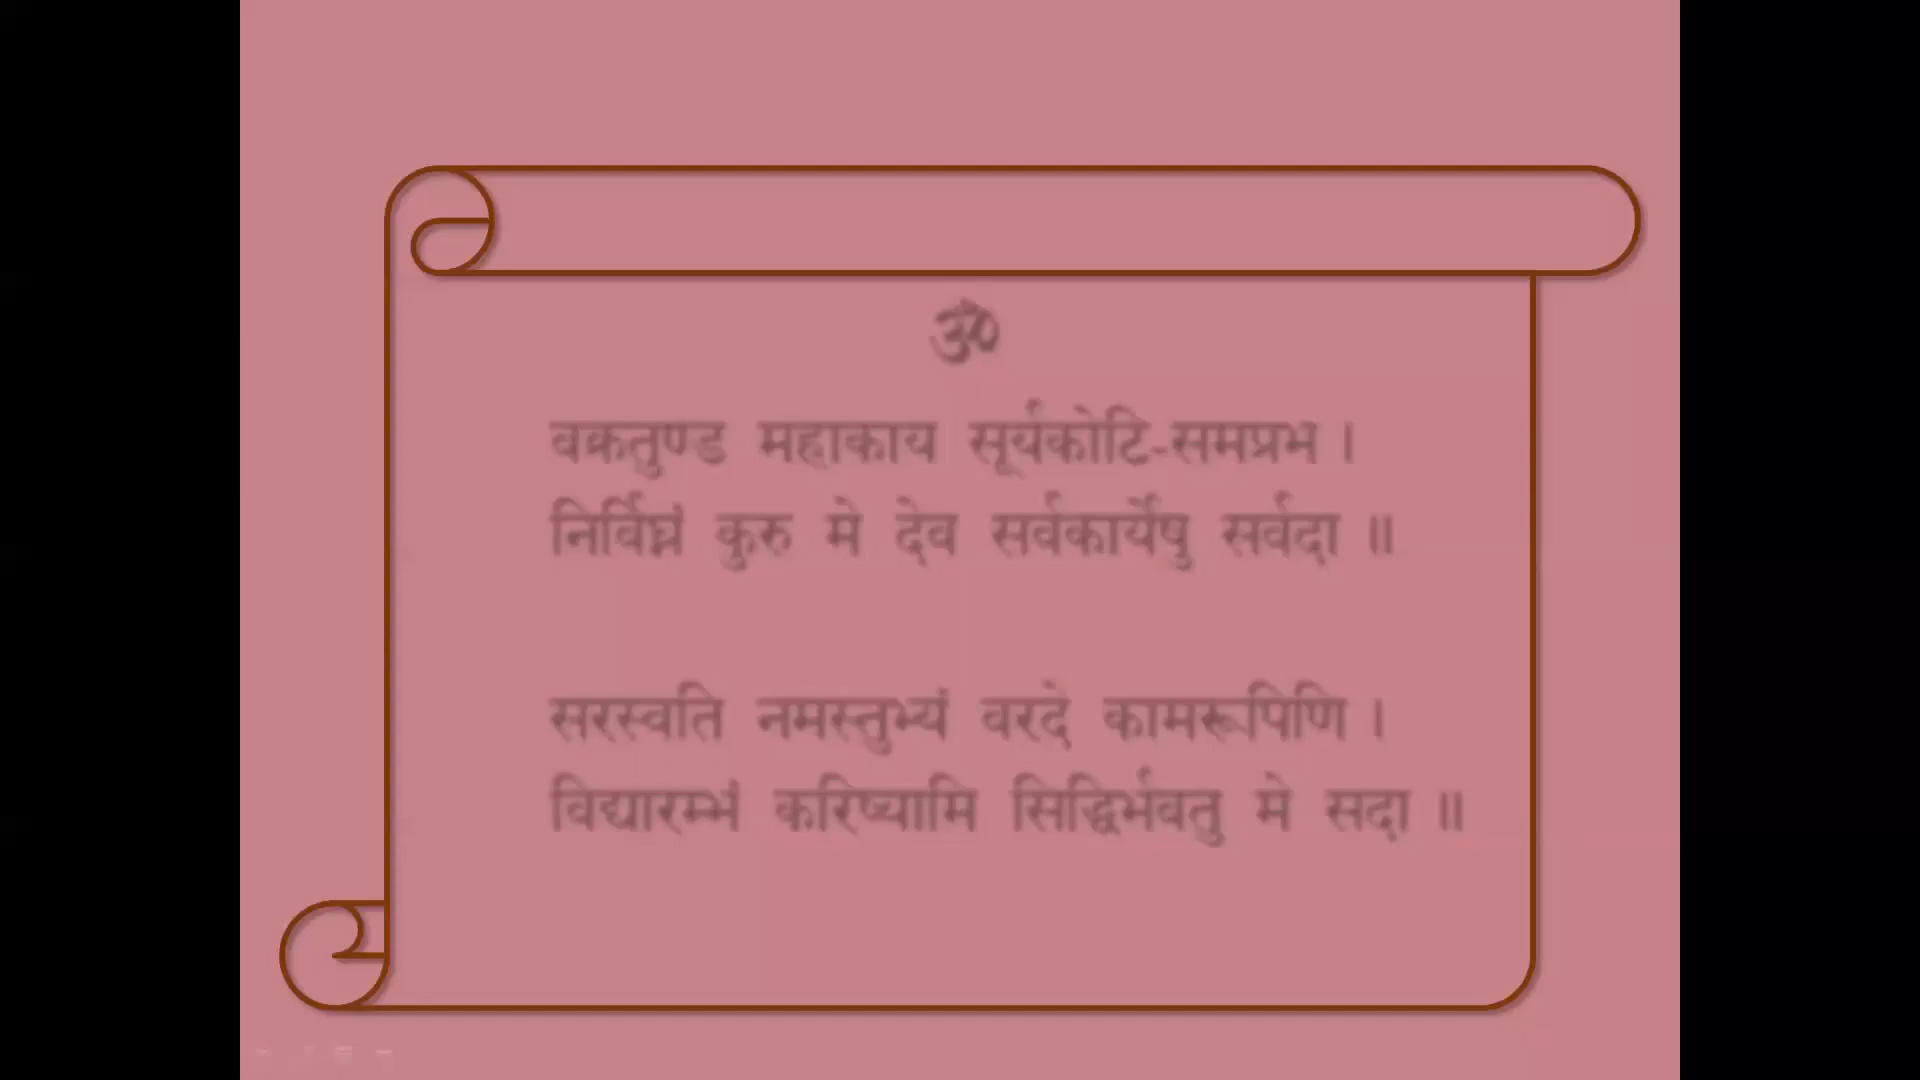 ॐ
वक्रतुण्ड महाकाय सूर्यकोटि-समप्रभ ।
निर्विघ्नं कुरु मे देव सर्वकार्येषु सर्वदा ॥
सरस्वति नमस्तुभ्यं वरदे कामरूपिणि ।
विद्यारम्भं करिष्यामि सिद्धिर्भवतु मे सदा ॥